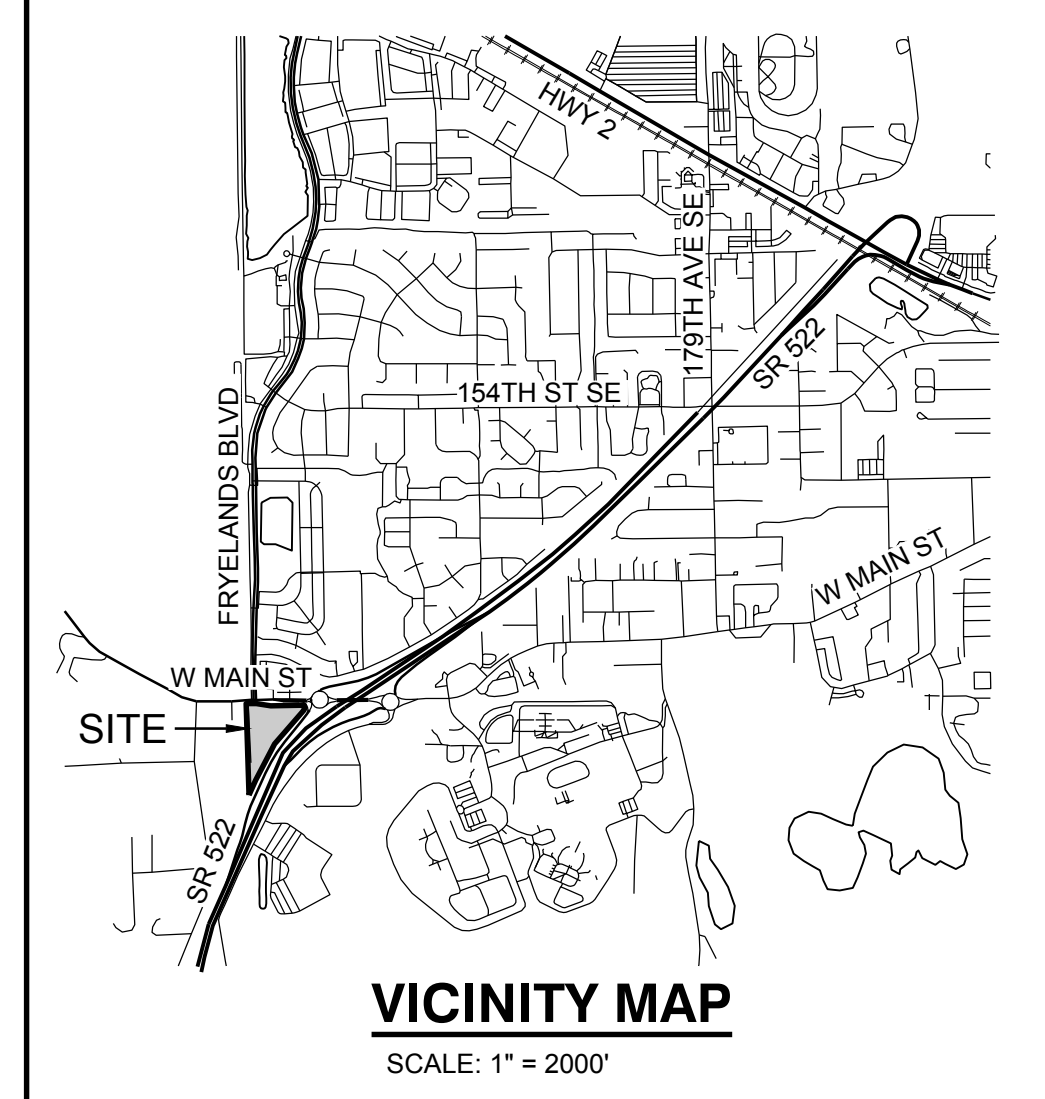 HWY 2
179TH AVE SE
SR 522
154TH ST SE
FRYELANDS BLVD
W MAIN ST
W MAIN ST
SITE
SR 522
VICINITY MAP
SCALE: 1" = 2000'